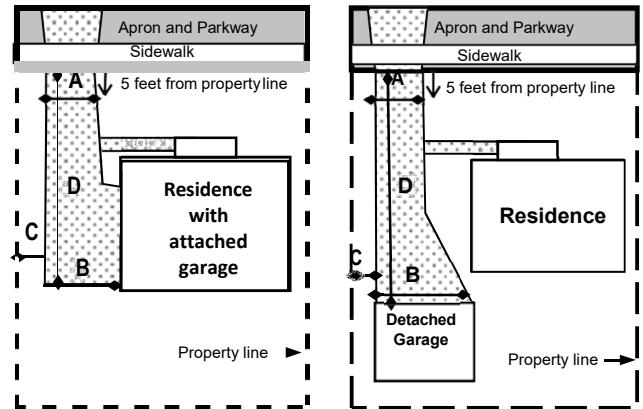 Apron and Parkway
Sidewalk
A
5 feet from property line
D
Residence
with
attached
garage
C
B
Property line
Apron and Parkway
Sidewalk
A
5 feet from property line
D
Residence
C
B
Detached
Garage
Property line